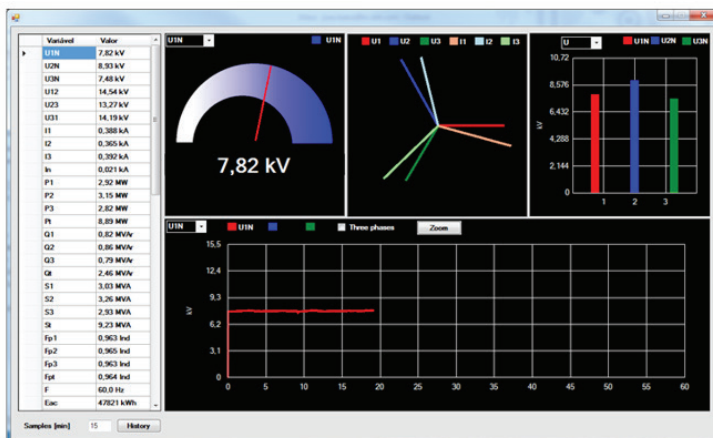 Variável Valor
U1N 7,82 kV
U2N 8,93 kV
U3N 7,48 kV
U12 14,54 kV
U23 13,27 kV
U31 14,19 kV
I1 0,388 kA
I2 0,365 kA
I3 0,392 kA
In 0,021 kA
P1 2,92 MW
P2 3,15 MW
P3 2,82 MW
Pt 8,89 MW
Q1 0,82 MVAr
Q2 0,86 MVAr
Q3 0,79 MVAr
Qt 2,46 MVAr
S1 3,03 MVA
S2 3,26 MVA
S3 2,93 MVA
St 9,23 MVA
Fp1 0,963 Ind
Fp2 0,965 Ind
Fp3 0,963 Ind
Fpt 0,964 Ind
F 60,0 Hz
Eac 47821 kWh
Samples (min) 15 History
U1N U1N
7,82 kV
U1 U2 U3 I1 I2 I3
U U1N U2N U3N
10,72
8,576
6,432
4,288
2,144
0
kV
1 2 3
U1N U1N Three phases Zoom
15,5
12,4
9,3
6,2
3,1
0
kV
0 5 10 15 20 25 30 35 40 45 50 55 60